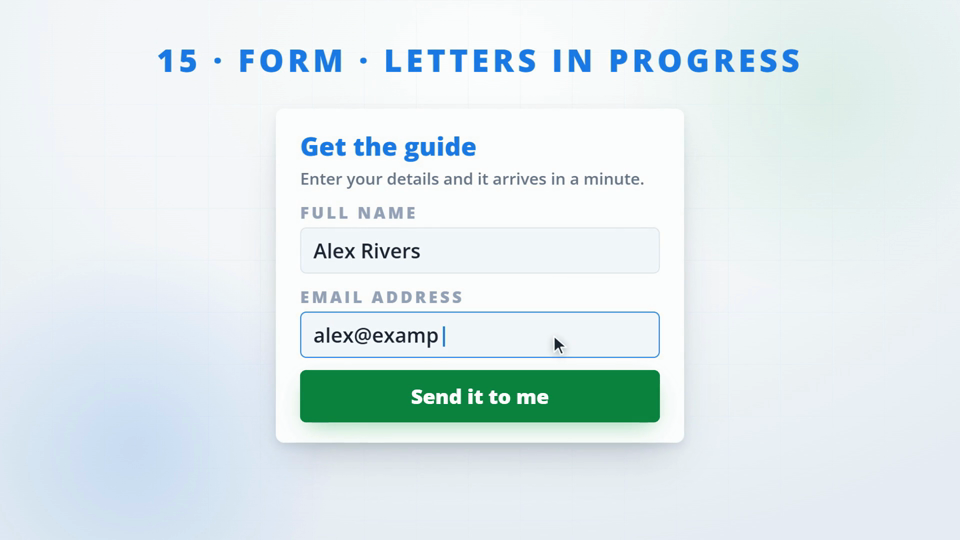 15 · FORM · LETTERS IN PROGRESS
Get the guide
Enter your details and it arrives in a minute.
FULL NAME
Alex Rivers
EMAIL ADDRESS
alex@examp
Send it to me